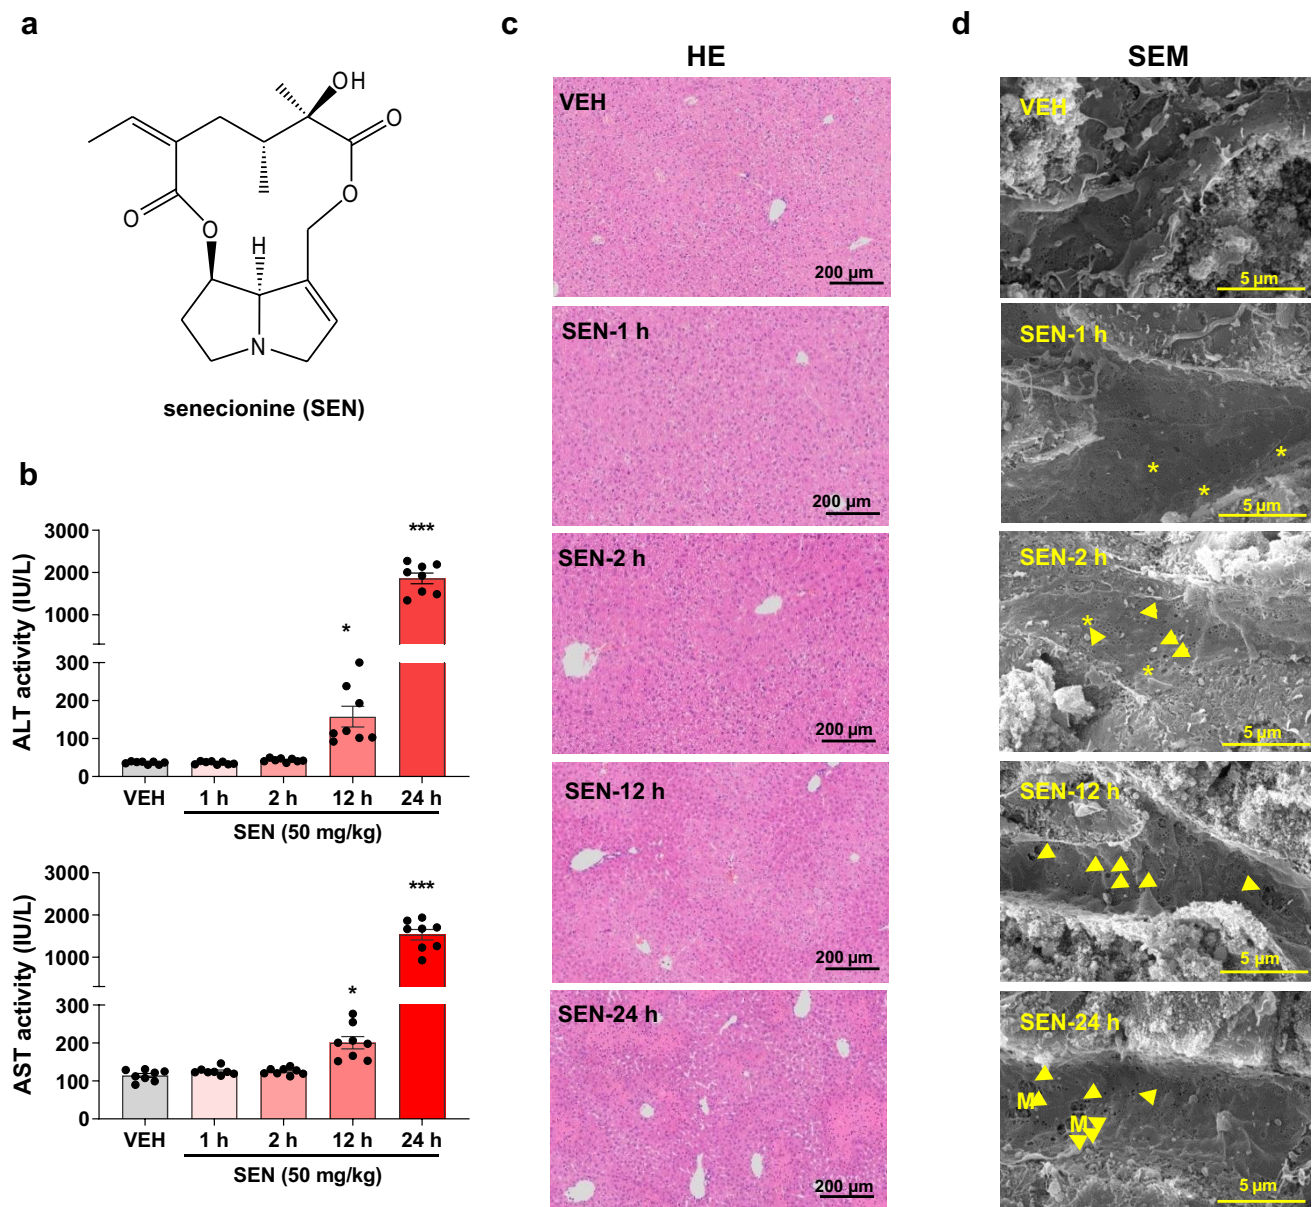 a
OH
O
O
O
O
H
N
senecionine (SEN)
b
ALT activity (IU/L)
3000
2000
1000
300
200
100
0
*
***
VEH
1 h
2 h
12 h
24 h
SEN (50 mg/kg)
AST activity (IU/L)
3000
2000
1000
300
200
100
0
*
***
VEH
1 h
2 h
12 h
24 h
SEN (50 mg/kg)
c
HE
VEH
200 µm
SEN-1 h
200 µm
SEN-2 h
200 µm
SEN-12 h
200 µm
SEN-24 h
200 µm
d
SEM
VEH
5 µm
SEN-1 h
*
*
*
5 µm
SEN-2 h
*
*
5 µm
SEN-12 h
5 µm
SEN-24 h
M
M
5 µm